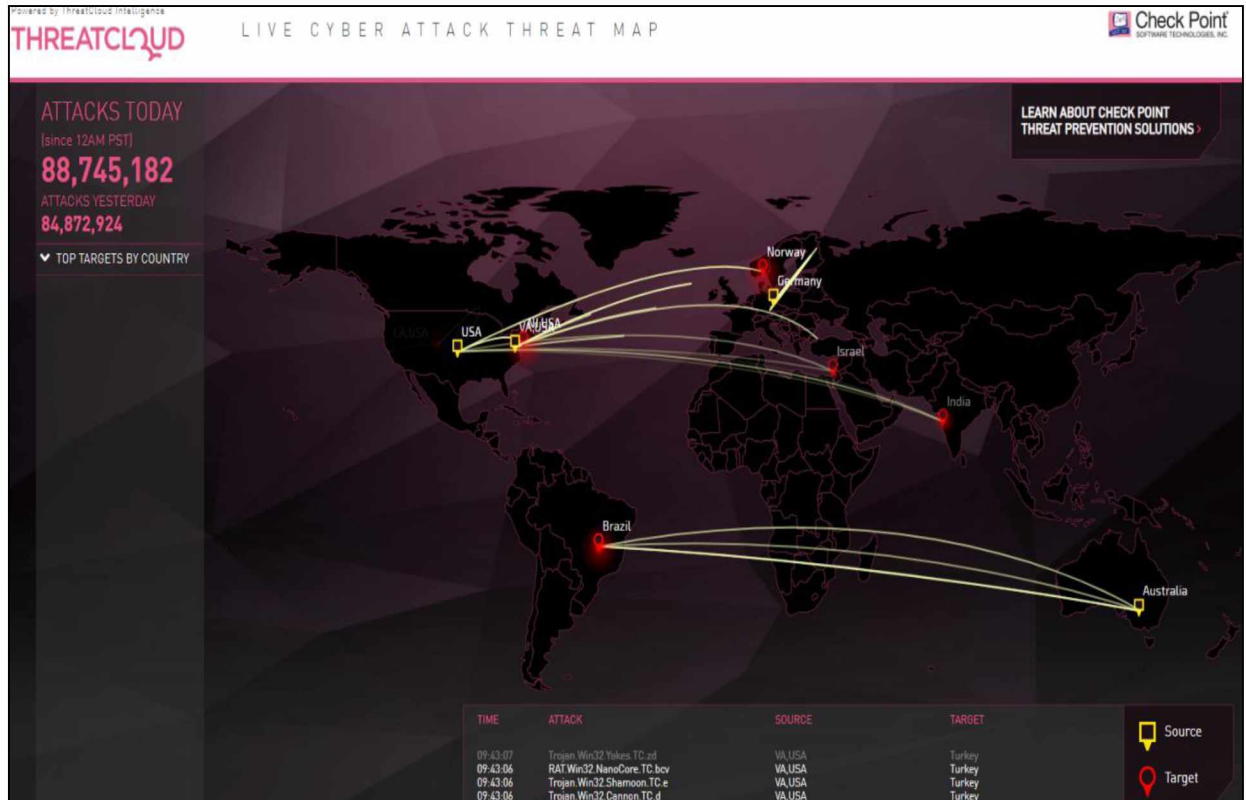 Powered by ThreatCloud Intelligence
THREATCLOUD
LIVE CYBER ATTACK THREAT MAP
Check Point
SOFTWARE TECHNOLOGIES, INC.
ATTACKS TODAY
(since 12AM PST)
88,745,182
ATTACKS YESTERDAY
84,872,924
TOP TARGETS BY COUNTRY
LEARN ABOUT CHECK POINT
THREAT PREVENTION SOLUTIONS >
Norway
Germany
USA
VA,USA
Israel
India
Brazil
Australia
TIME ATTACK SOURCE TARGET
09:43:07 Trojan.Win32.Yakes.TC.zd VA,USA Turkey
09:43:06 RAT.Win32.NanoCore.TC.bcv VA,USA Turkey
09:43:06 Trojan.Win32.Shamoon.TC.e VA,USA Turkey
09:43:06 Trojan.Win32.Cannon.TC.d VA,USA Turkey
Source
Target